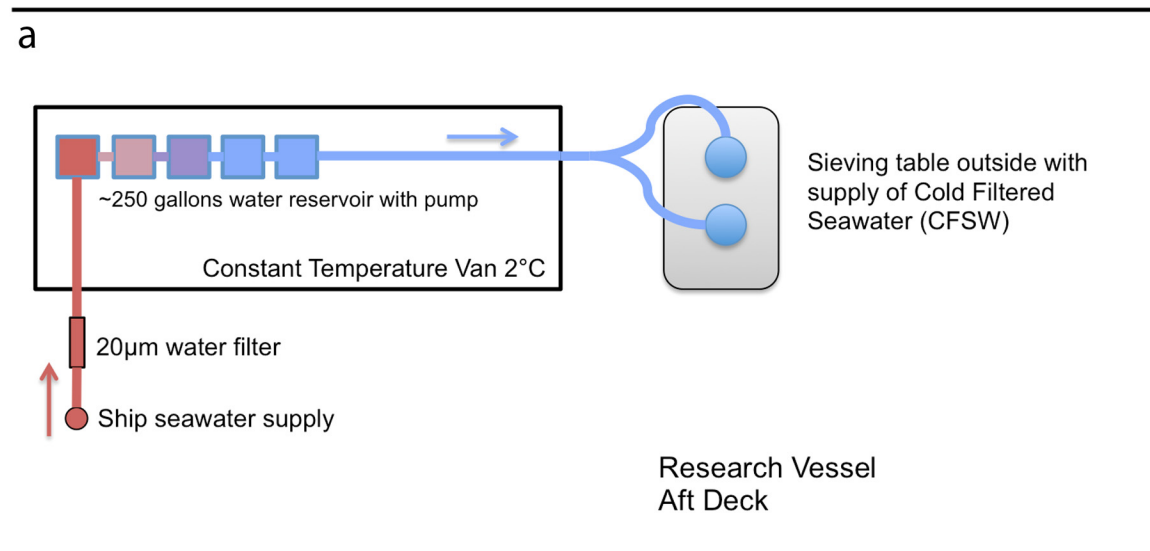 a
~250 gallons water reservoir with pump
Constant Temperature Van 2°C
20µm water filter
Ship seawater supply
Sieving table outside with
supply of Cold Filtered
Seawater (CFSW)
Research Vessel
Aft Deck